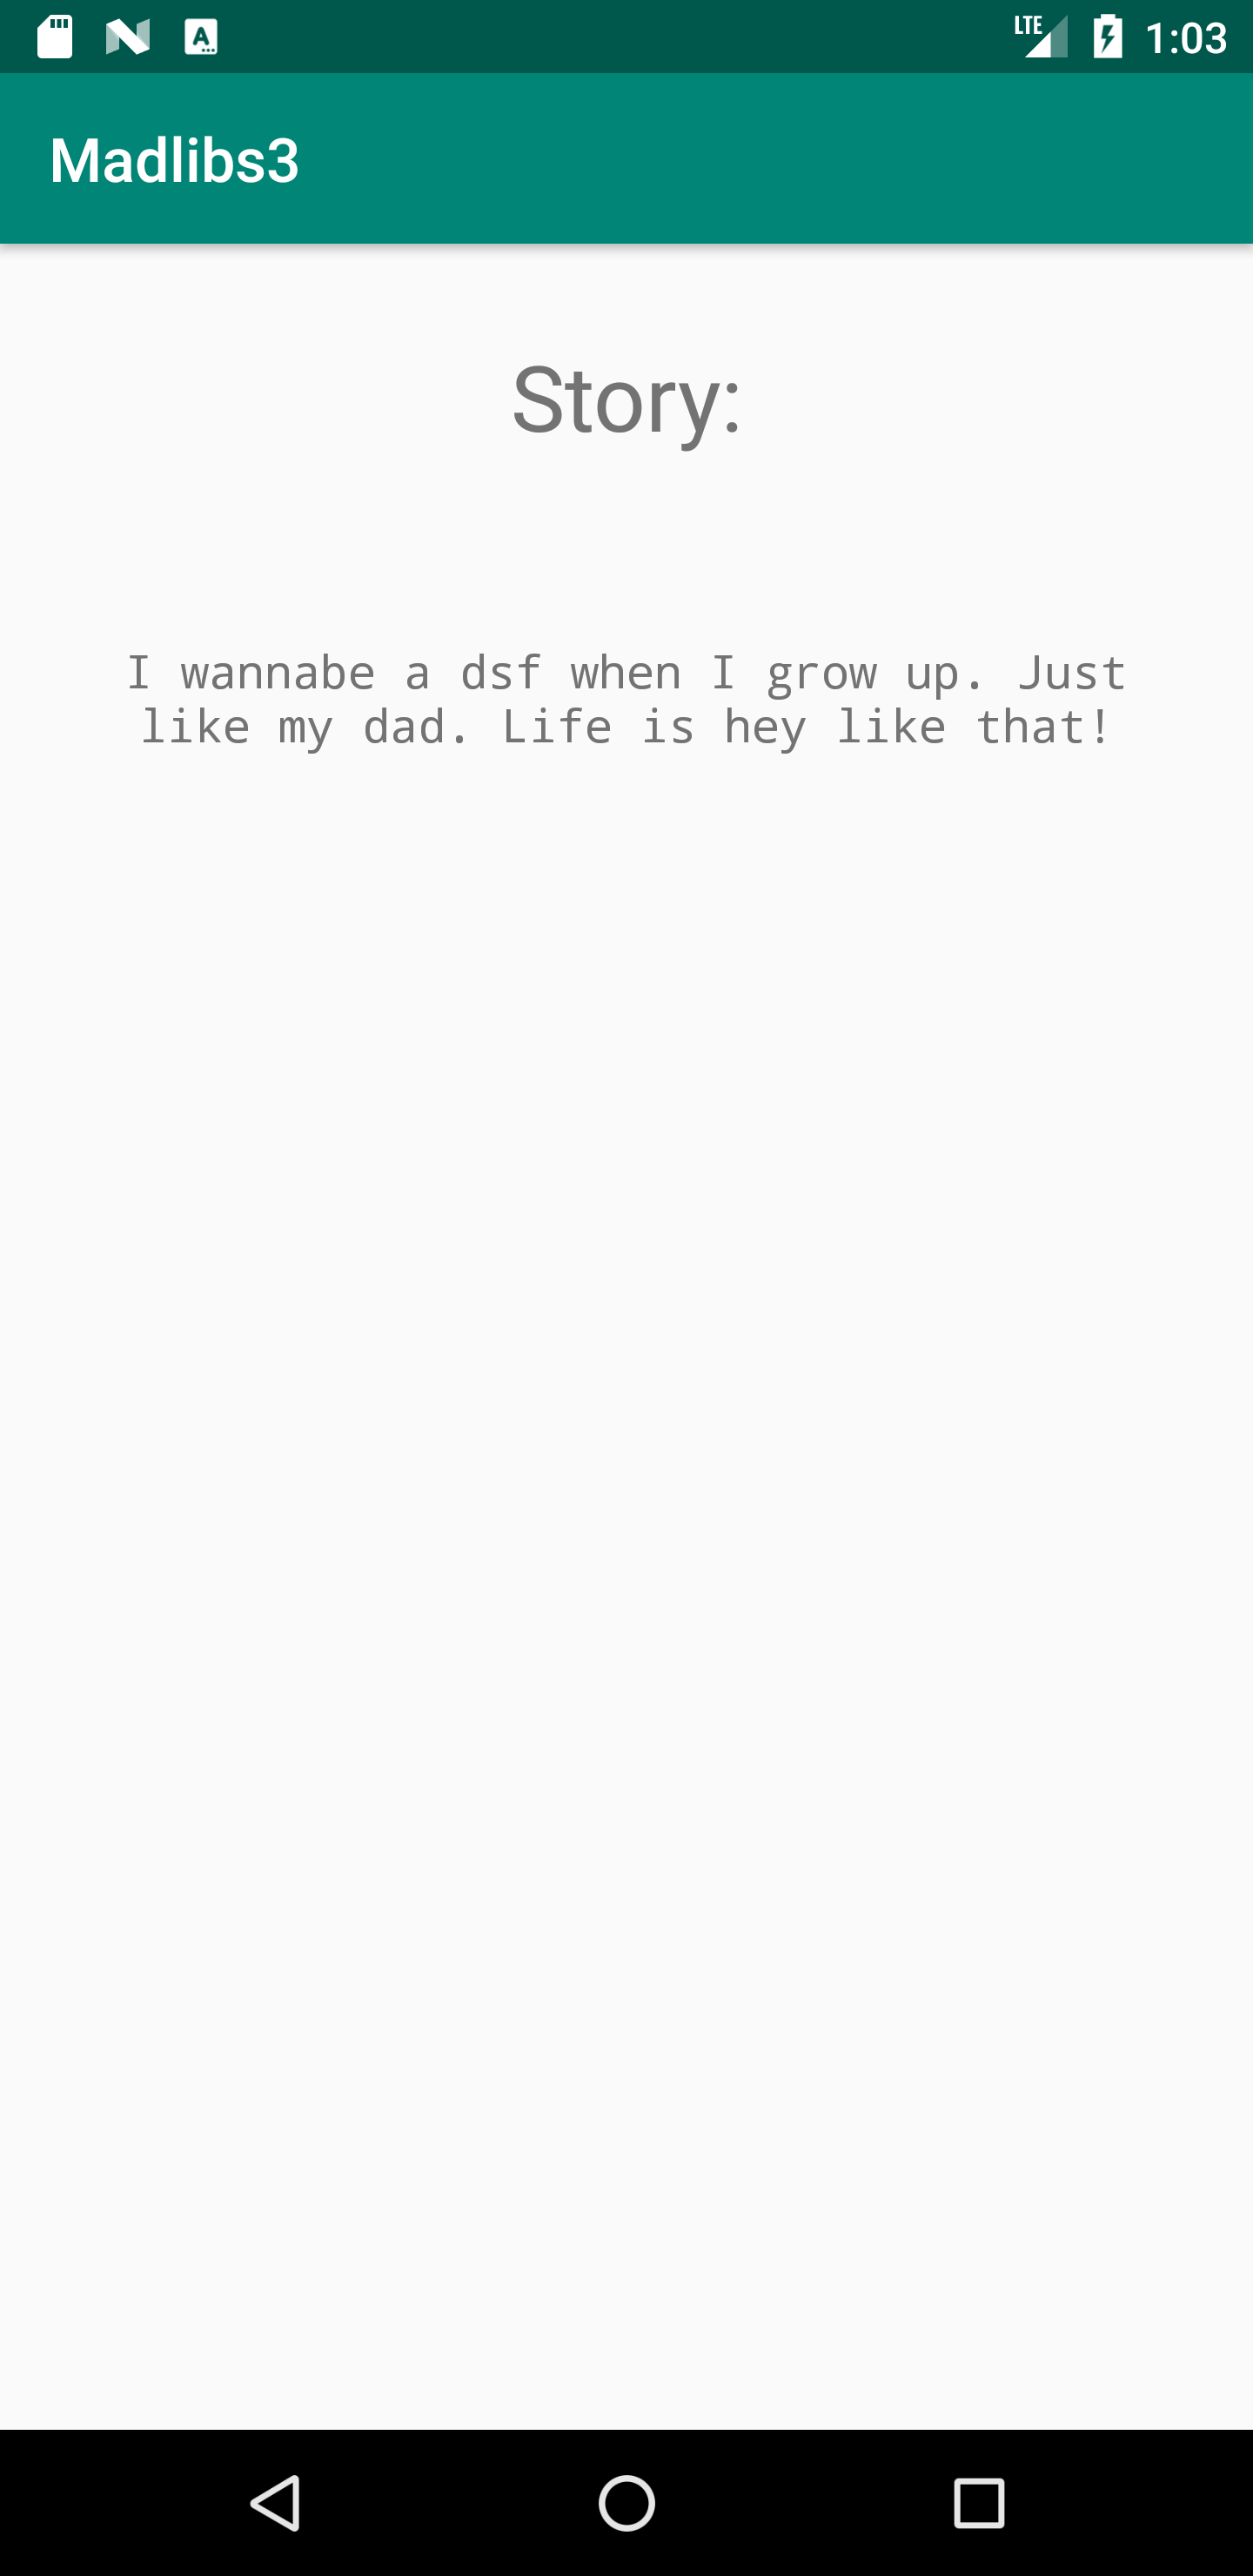 LTE 1:03
Madlibs3
Story:
I wannabe a dsf when I grow up. Just
like my dad. Life is hey like that!